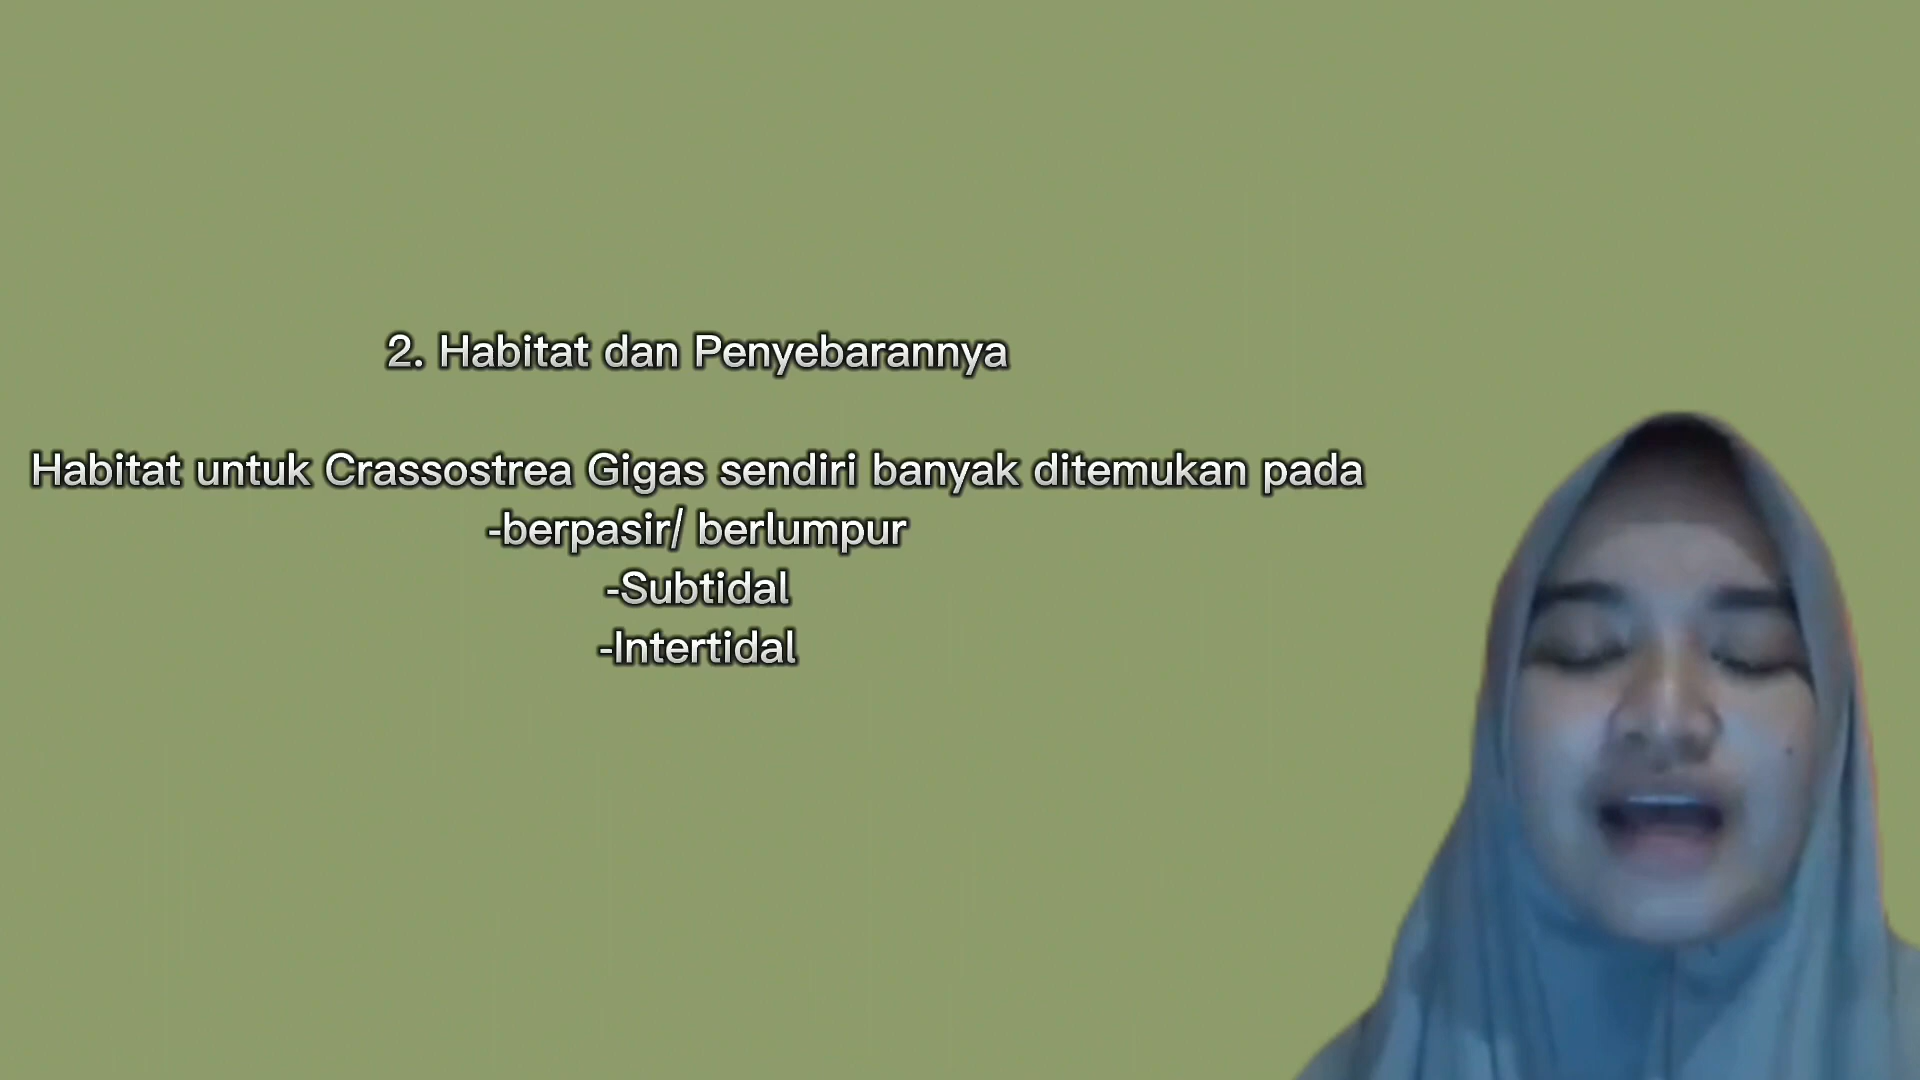 2. Habitat dan Penyebarannya
Habitat untuk Crassostrea Gigas sendiri banyak ditemukan pada
-berpasir/ berlumpur
-Subtidal
-Intertidal